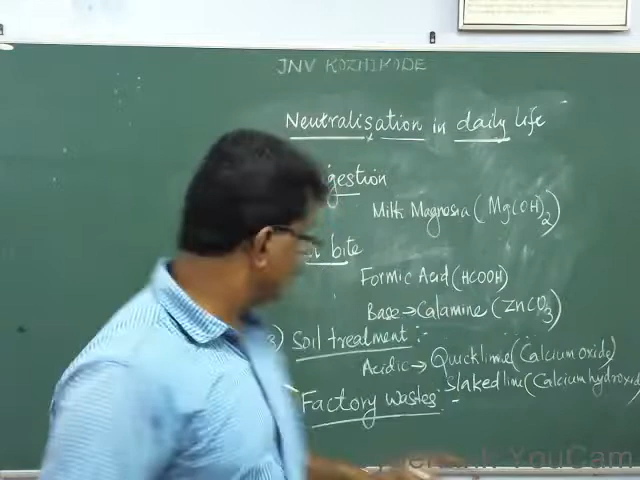 JNV KOZHIKODE
Neutralisation in daily life
gestion
Milk Magnesia (Mg(OH)2)
bite
Formic Acid (HCOOH)
Base → Calamine (ZnCO3)
3) Soil treatment :-
Acidic → Quicklime (Calcium oxide)
Slaked lime (Calcium hydroxid
Factory wastes :-
YouCam